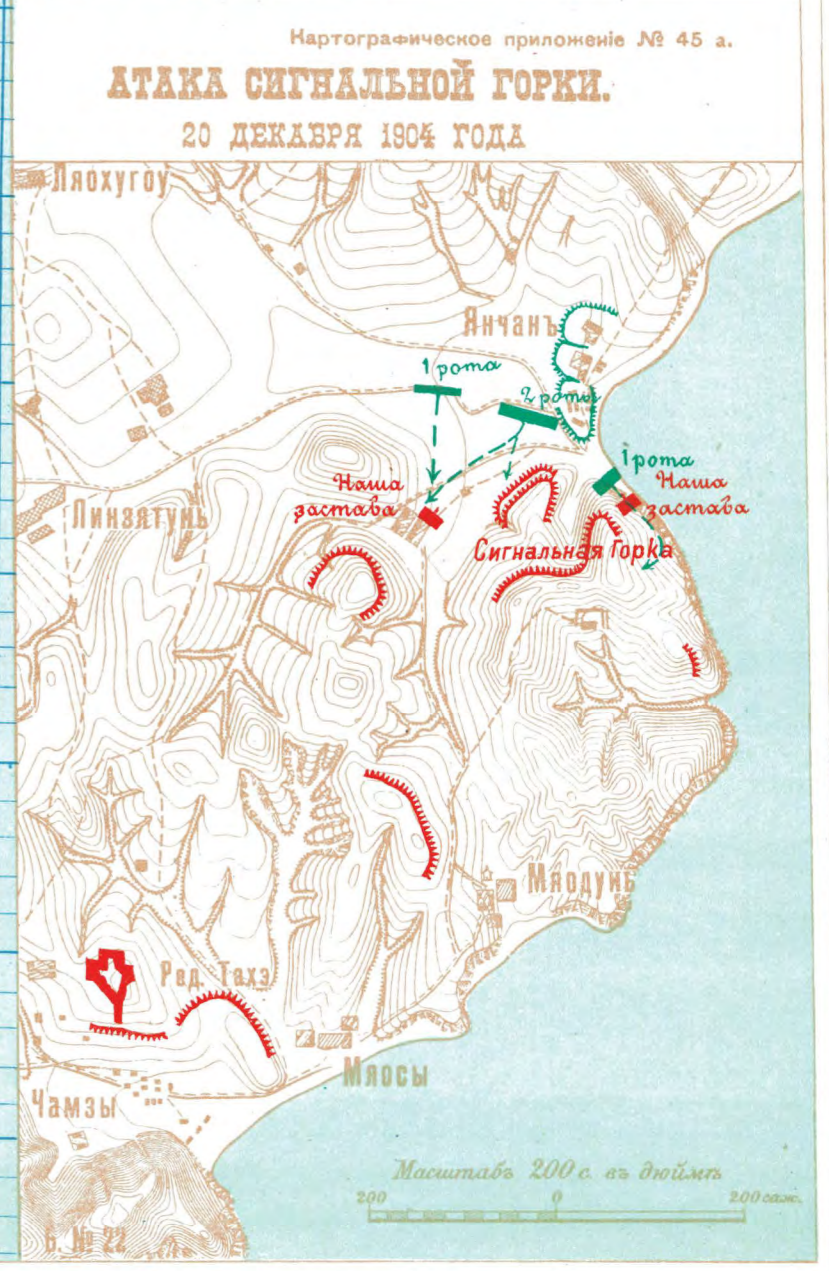 Картографическое приложеніе № 45 а.
АТАКА СИГНАЛЬНОЙ ГОРКИ.
20 ДЕКАБРЯ 1904 ГОДА
Ляохугоу
Янчанъ
1 рота
2 роты
1 рота
Наша
застава
Наша
застава
Линзятунь
Сигнальная Горка
Мяодунь
Ред. Тахэ
Мяосы
Чамзы
Масштабъ 200 с. въ дюймѣ
200 0 200 саж.
Б. № 22